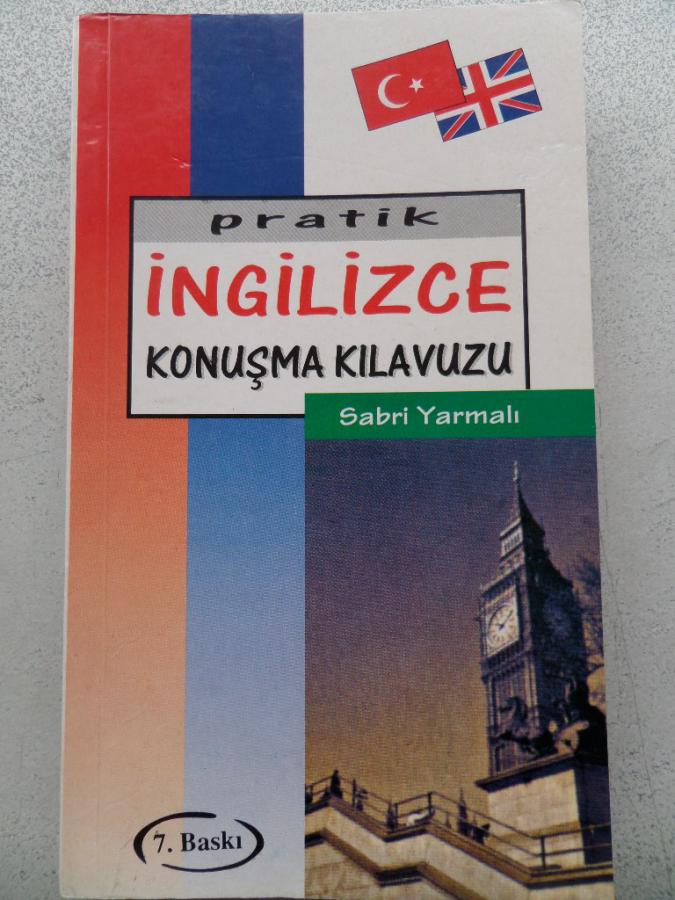 pratik
İNGİLİZCE
KONUŞMA KILAVUZU
Sabri Yarmalı
7. Baskı